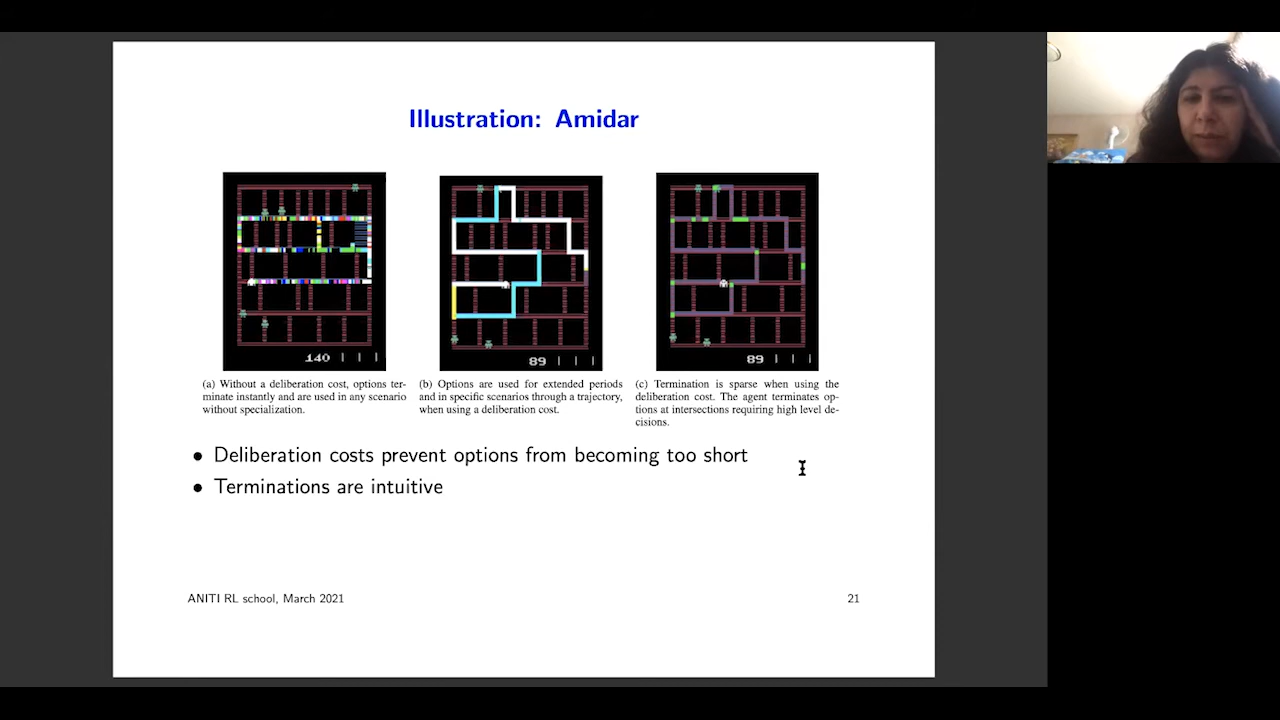 Illustration: Amidar
140
89
89
(a) Without a deliberation cost, options ter-
minate instantly and are used in any scenario
without specialization.
(b) Options are used for extended periods
and in specific scenarios through a trajectory,
when using a deliberation cost.
(c) Termination is sparse when using the
deliberation cost. The agent terminates op-
tions at intersections requiring high level de-
cisions.
• Deliberation costs prevent options from becoming too short
• Terminations are intuitive
ANITI RL school, March 2021
21